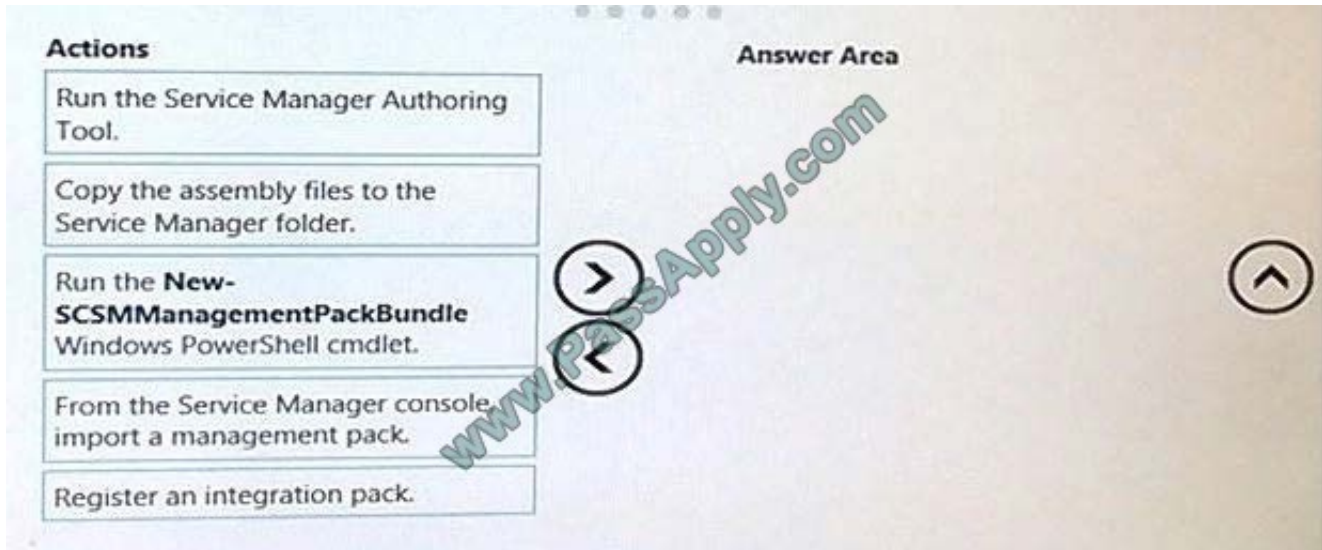 Actions
Answer Area
Run the Service Manager Authoring
Tool.
Copy the assembly files to the
Service Manager folder.
Run the New-
SCSMManagementPackBundle
Windows PowerShell cmdlet.
From the Service Manager console,
import a management pack.
Register an integration pack.
www.PassApply.com